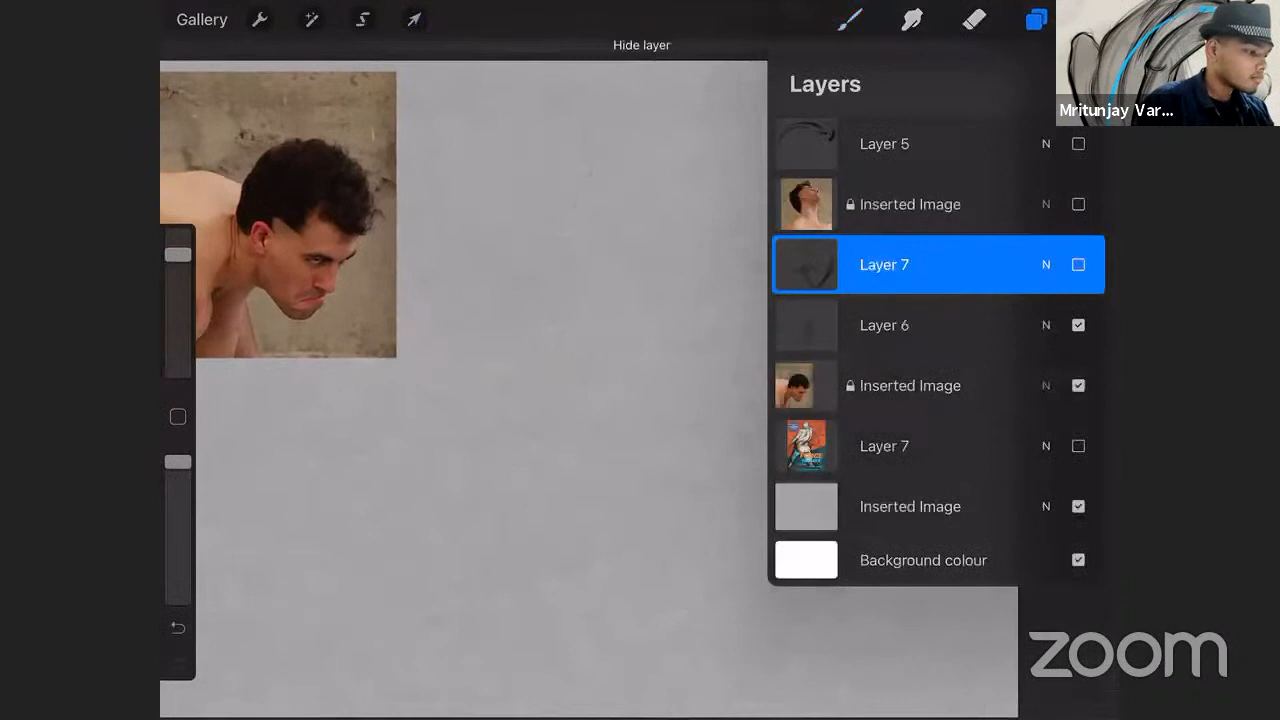 Gallery
Hide layer
Layers
Mritunjay Var...
Layer 5 N
Inserted Image N
Layer 7 N
Layer 6 N
Inserted Image N
Layer 7 N
Inserted Image N
Background colour
zoom